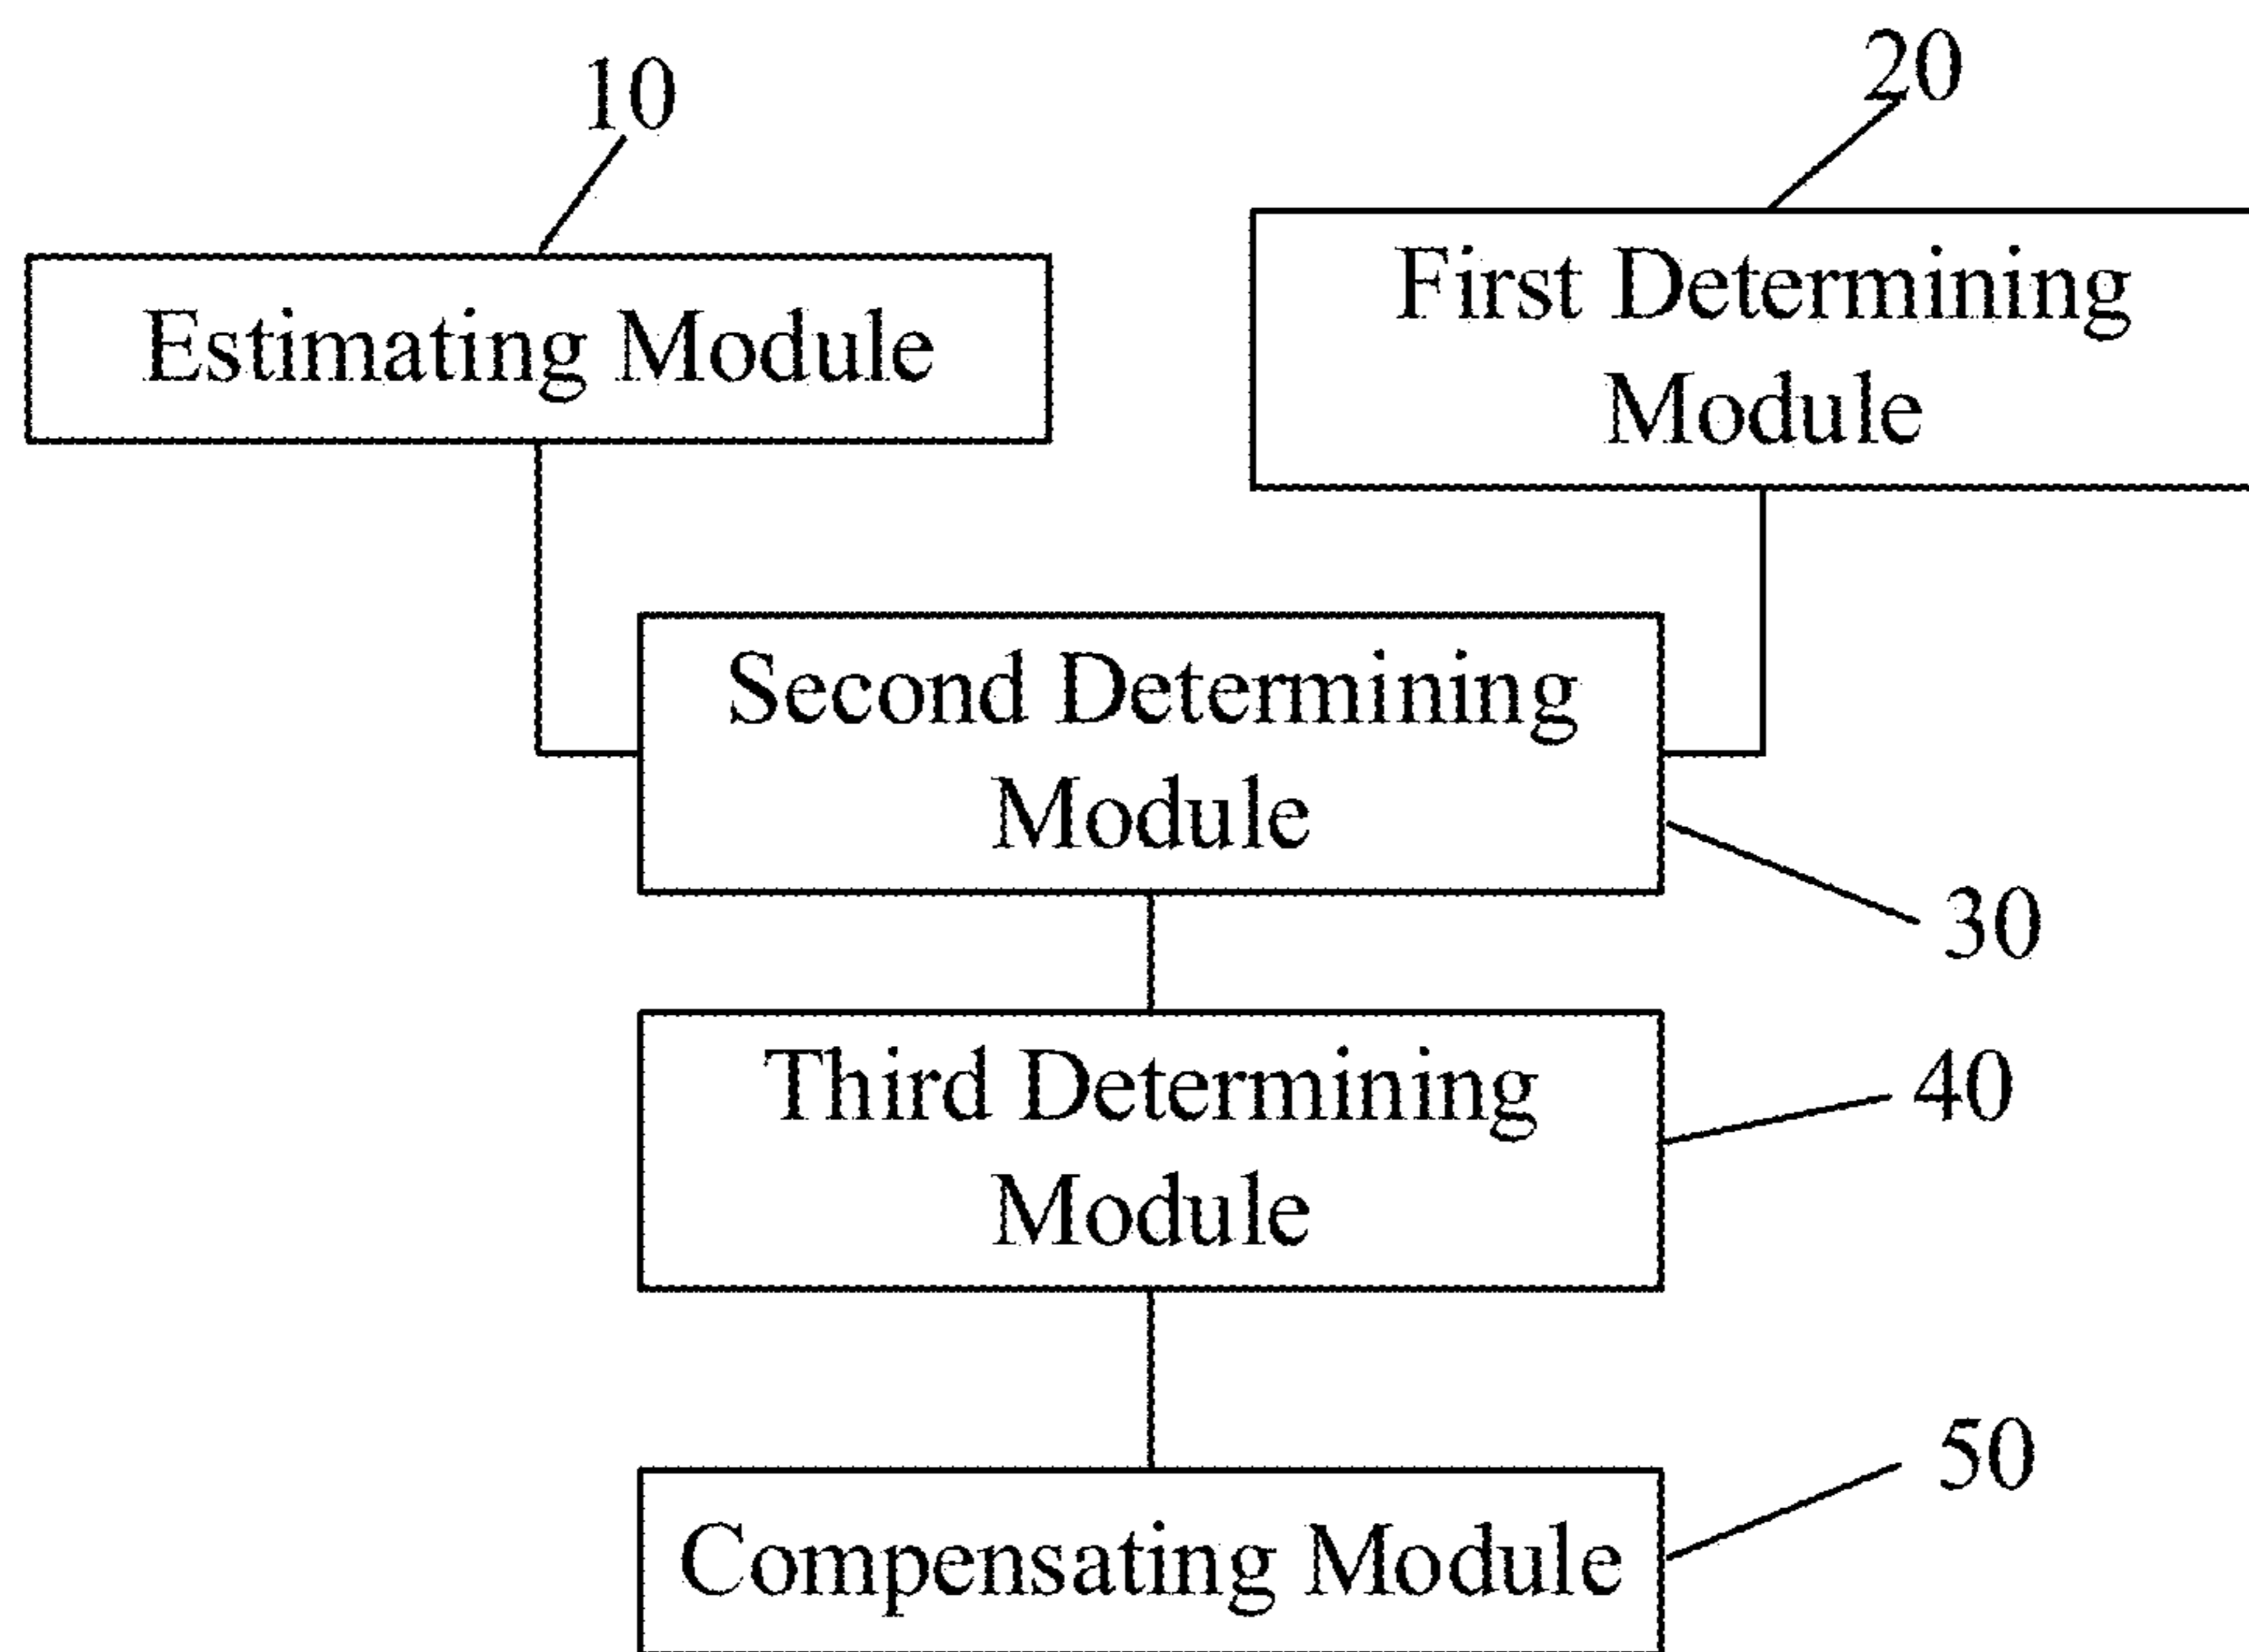 10
20
Estimating Module
First Determining
Module
Second Determining
Module
30
Third Determining
Module
40
50
Compensating Module